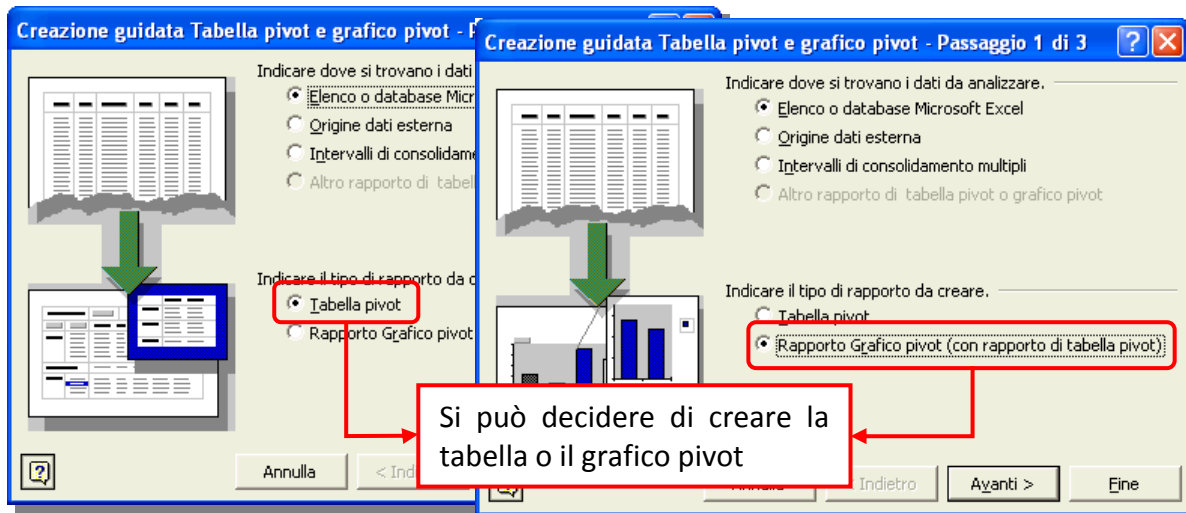 Creazione guidata Tabella pivot e grafico pivot - P
Indicare dove si trovano i dati
Elenco o database Micr
Origine dati esterna
Intervalli di consolidame
Altro rapporto di tabel
Indicare il tipo di rapporto da c
Tabella pivot
Rapporto Grafico pivot
Annulla
< Ind
Creazione guidata Tabella pivot e grafico pivot - Passaggio 1 di 3
Indicare dove si trovano i dati da analizzare.
Elenco o database Microsoft Excel
Origine dati esterna
Intervalli di consolidamento multipli
Altro rapporto di tabella pivot o grafico pivot
Indicare il tipo di rapporto da creare.
Tabella pivot
Rapporto Grafico pivot (con rapporto di tabella pivot)
Indietro
Avanti >
Fine
Si può decidere di creare la
tabella o il grafico pivot